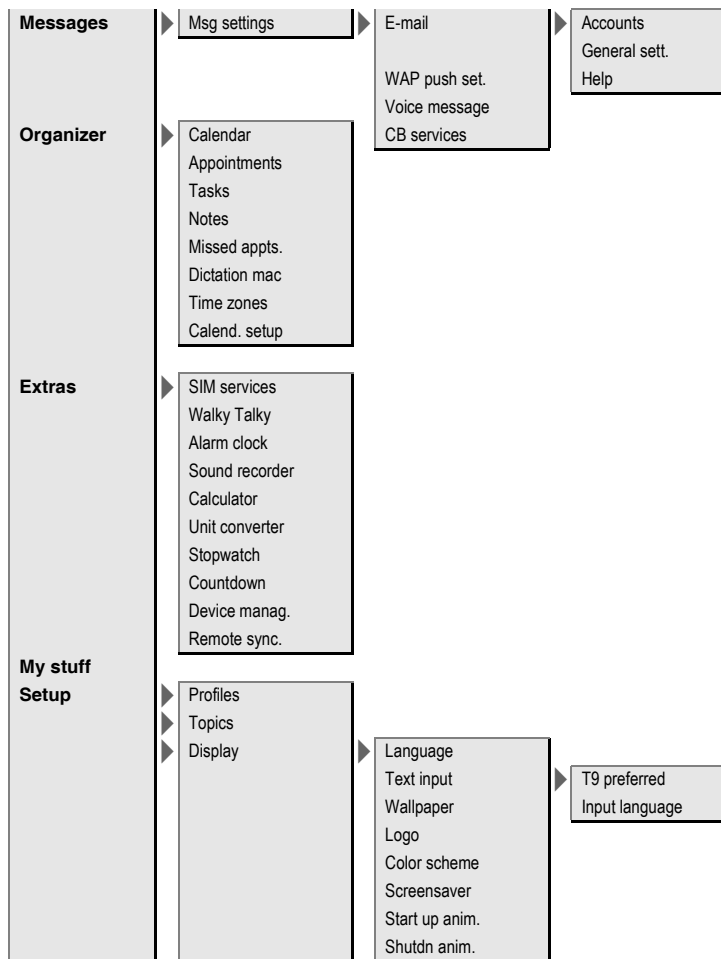 Messages Msg settings E-mail Accounts
General sett.
WAP push set. Help
Voice message
Organizer Calendar CB services
Appointments
Tasks
Notes
Missed appts.
Dictation mac
Time zones
Calend. setup
Extras SIM services
Walky Talky
Alarm clock
Sound recorder
Calculator
Unit converter
Stopwatch
Countdown
Device manag.
Remote sync.
My stuff
Setup Profiles
Topics
Display Language
Text input T9 preferred
Wallpaper Input language
Logo
Color scheme
Screensaver
Start up anim.
Shutdn anim.